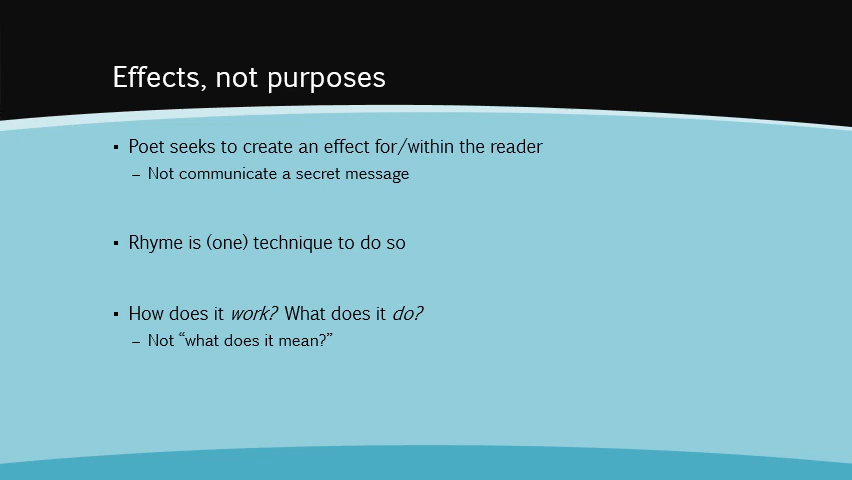 Effects, not purposes
▪ Poet seeks to create an effect for/within the reader
– Not communicate a secret message
▪ Rhyme is (one) technique to do so
▪ How does it work? What does it do?
– Not “what does it mean?”